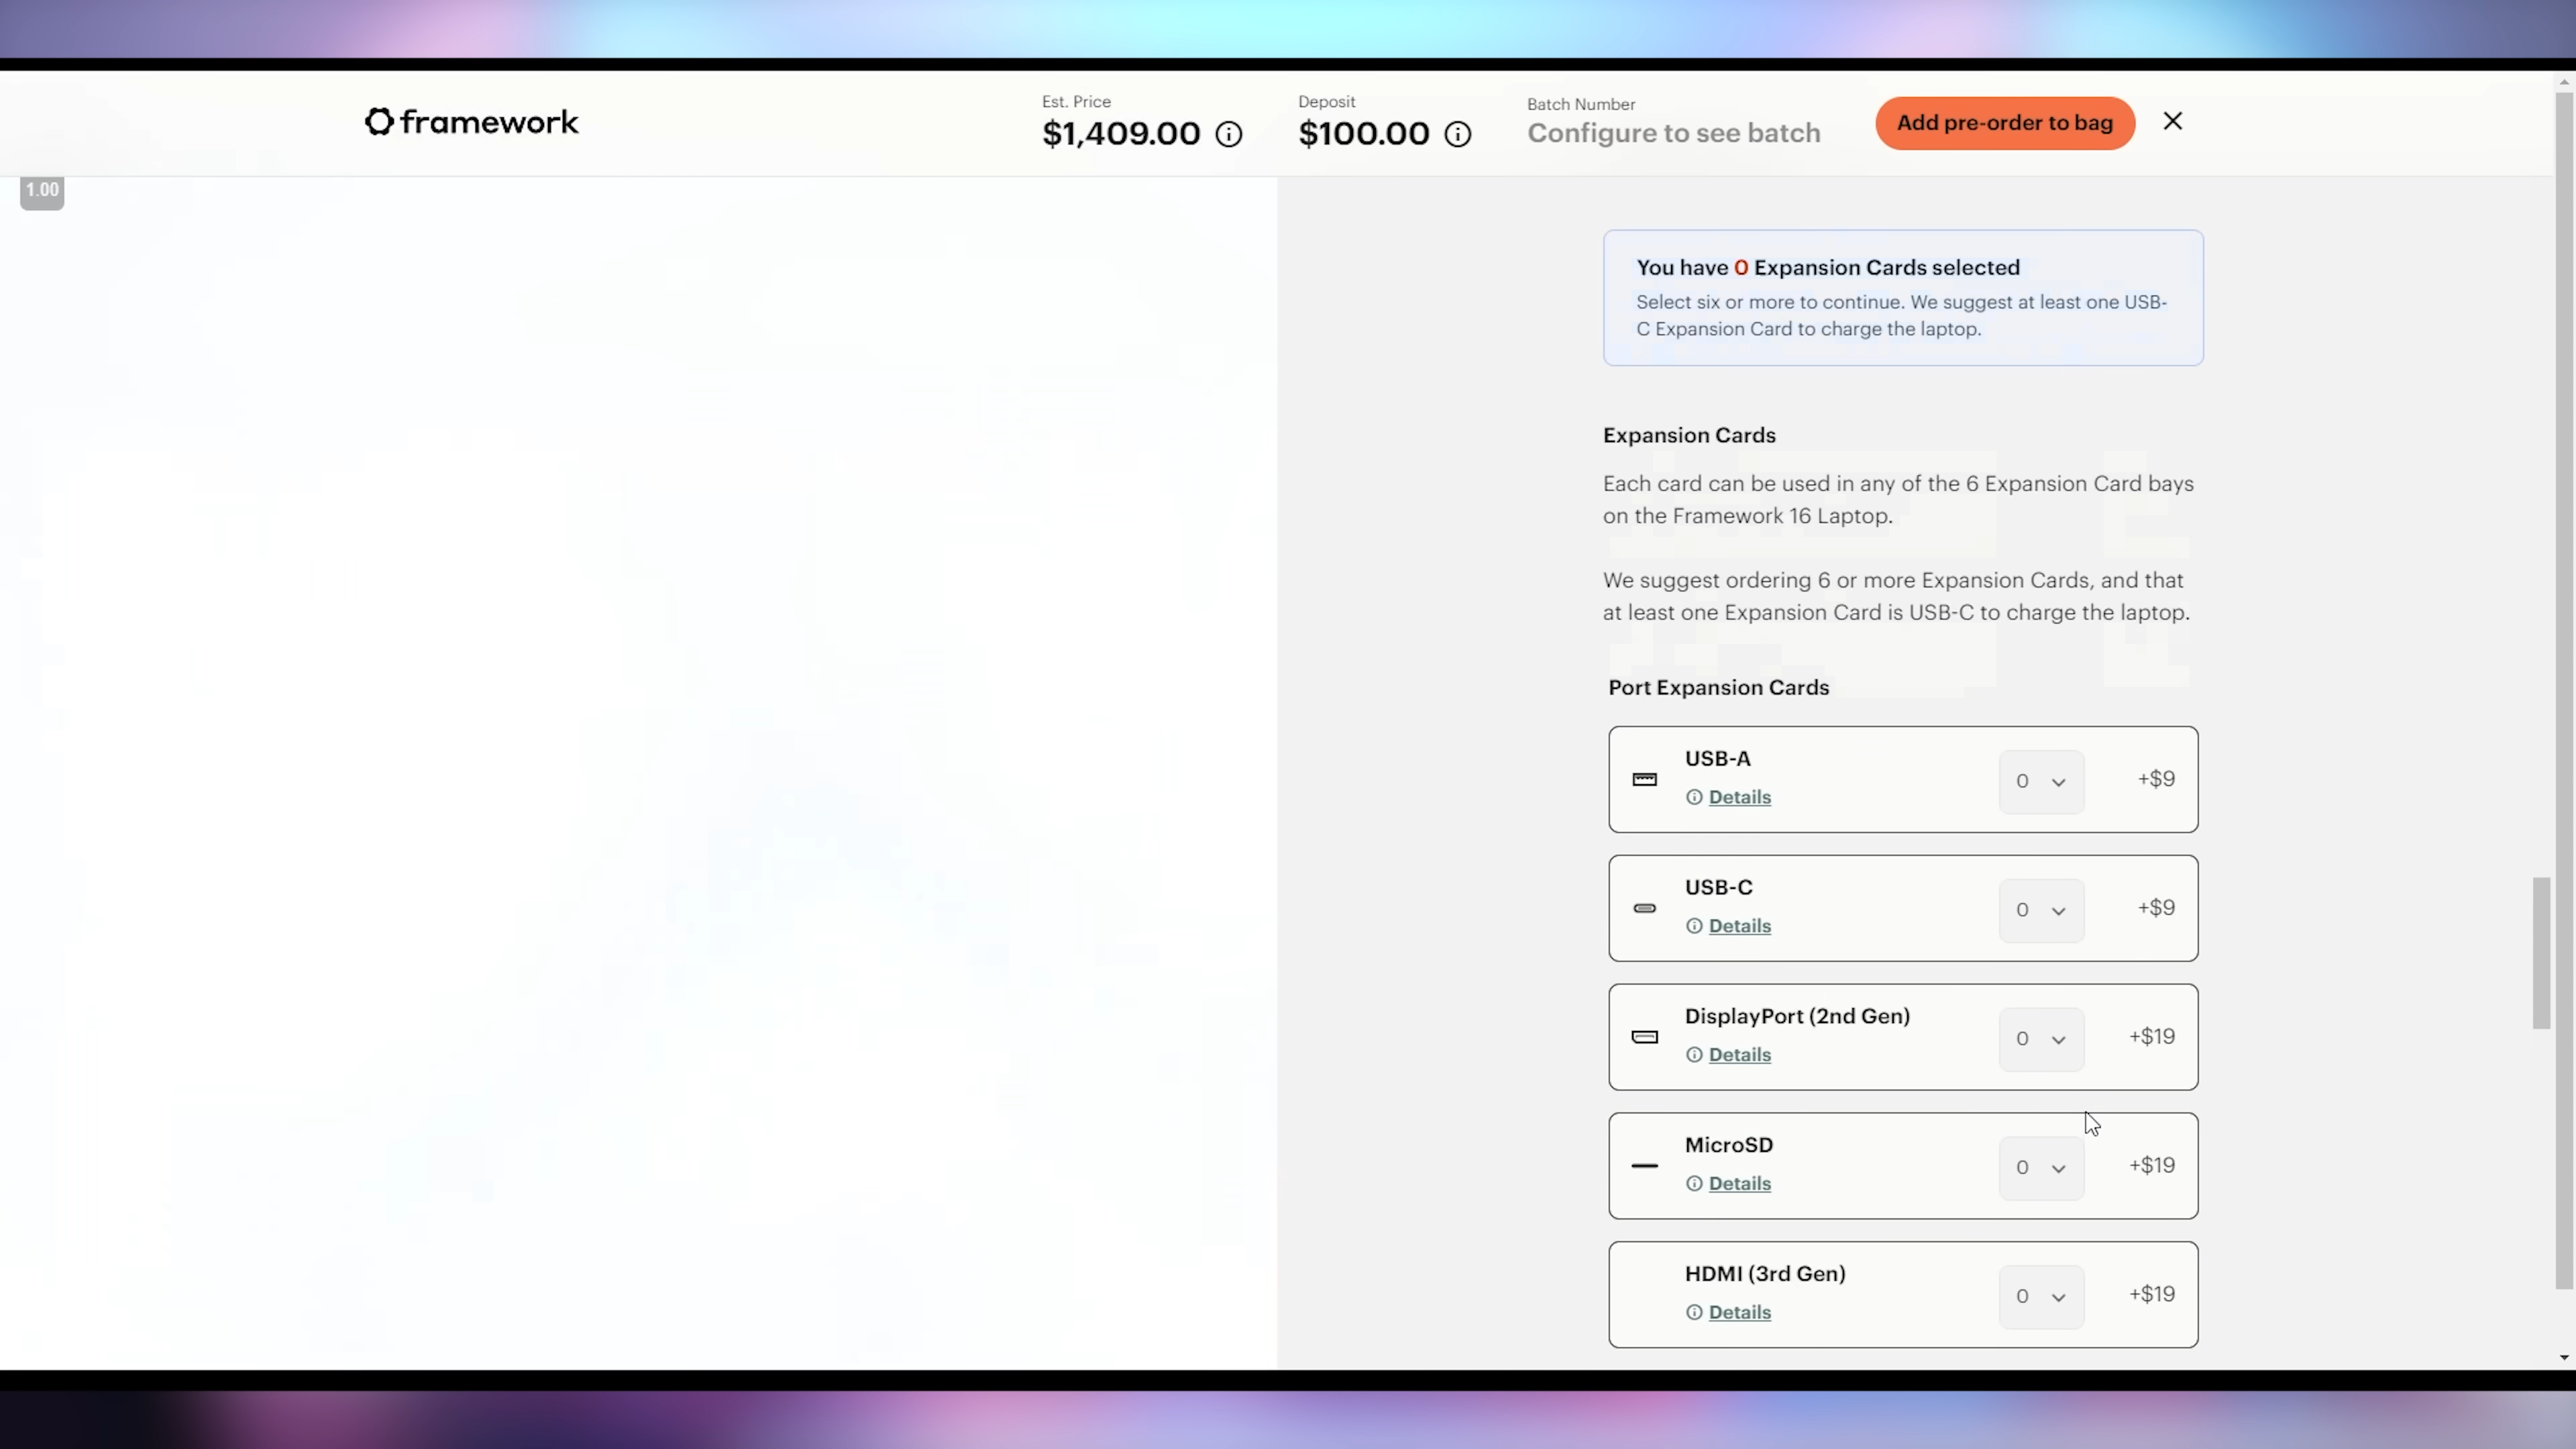 framework
Est. Price
$1,409.00
Deposit
$100.00
Batch Number
Configure to see batch
Add pre-order to bag
1.00
You have 0 Expansion Cards selected
Select six or more to continue. We suggest at least one USB-
C Expansion Card to charge the laptop.
Expansion Cards
Each card can be used in any of the 6 Expansion Card bays
on the Framework 16 Laptop.
We suggest ordering 6 or more Expansion Cards, and that
at least one Expansion Card is USB-C to charge the laptop.
Port Expansion Cards
USB-A
Details
0
+$9
USB-C
Details
0
+$9
DisplayPort (2nd Gen)
Details
0
+$19
MicroSD
Details
0
+$19
HDMI (3rd Gen)
Details
0
+$19